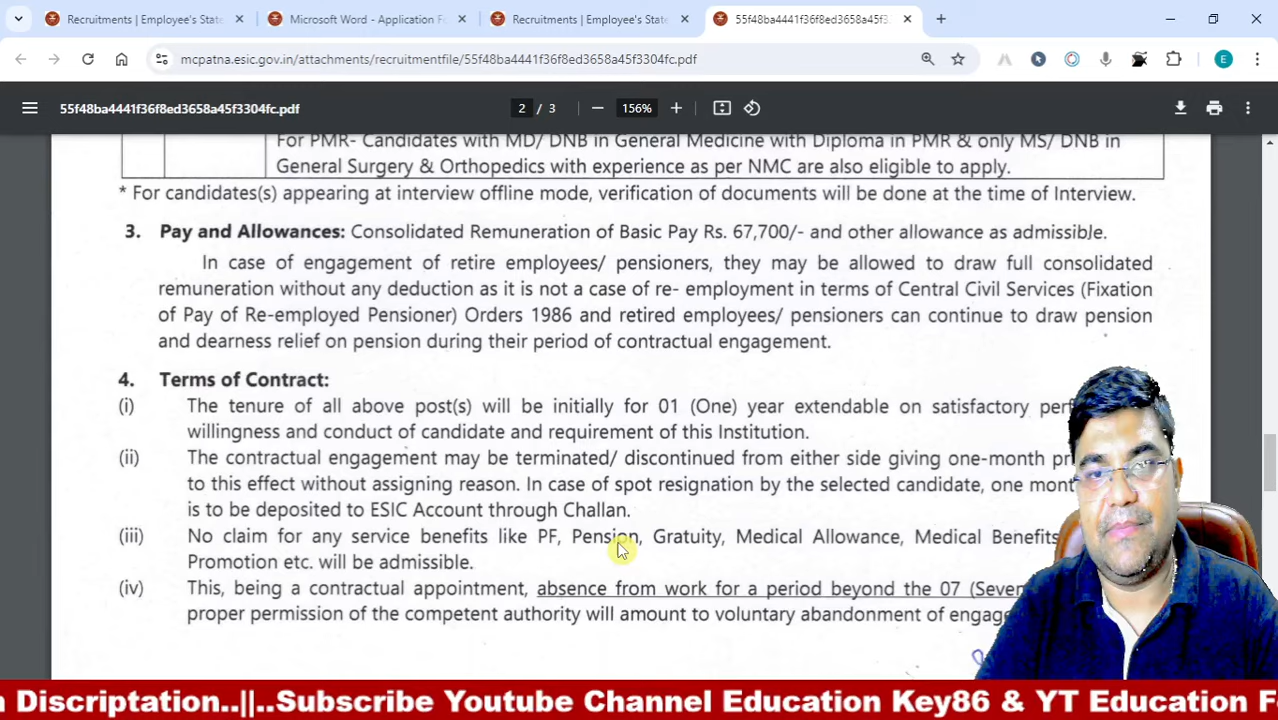 Recruitments | Employee's State
Microsoft Word - Application Fo
Recruitments | Employee's State
55f48ba4441f36f8ed3658a45f3
mcpatna.esic.gov.in/attachments/recruitmentfile/55f48ba4441f36f8ed3658a45f3304fc.pdf
E
55f48ba4441f36f8ed3658a45f3304fc.pdf
2 / 3
156%
For PMR- Candidates with MD/ DNB in General Medicine with Diploma in PMR & only MS/ DNB in
General Surgery & Orthopedics with experience as per NMC are also eligible to apply.
* For candidates(s) appearing at interview offline mode, verification of documents will be done at the time of Interview.
3. Pay and Allowances: Consolidated Remuneration of Basic Pay Rs. 67,700/- and other allowance as admissible.
In case of engagement of retire employees/ pensioners, they may be allowed to draw full consolidated
remuneration without any deduction as it is not a case of re- employment in terms of Central Civil Services (Fixation
of Pay of Re-employed Pensioner) Orders 1986 and retired employees/ pensioners can continue to draw pension
and dearness relief on pension during their period of contractual engagement.
4. Terms of Contract:
(i) The tenure of all above post(s) will be initially for 01 (One) year extendable on satisfactory per
willingness and conduct of candidate and requirement of this Institution.
(ii) The contractual engagement may be terminated/ discontinued from either side giving one-month pr
to this effect without assigning reason. In case of spot resignation by the selected candidate, one mont
is to be deposited to ESIC Account through Challan.
(iii) No claim for any service benefits like PF, Pension, Gratuity, Medical Allowance, Medical Benefits
Promotion etc. will be admissible.
(iv) This, being a contractual appointment, absence from work for a period beyond the 07 (Seven
proper permission of the competent authority will amount to voluntary abandonment of engag
n Discriptation..||..Subscribe Youtube Channel Education Key86 & YT Education Fa